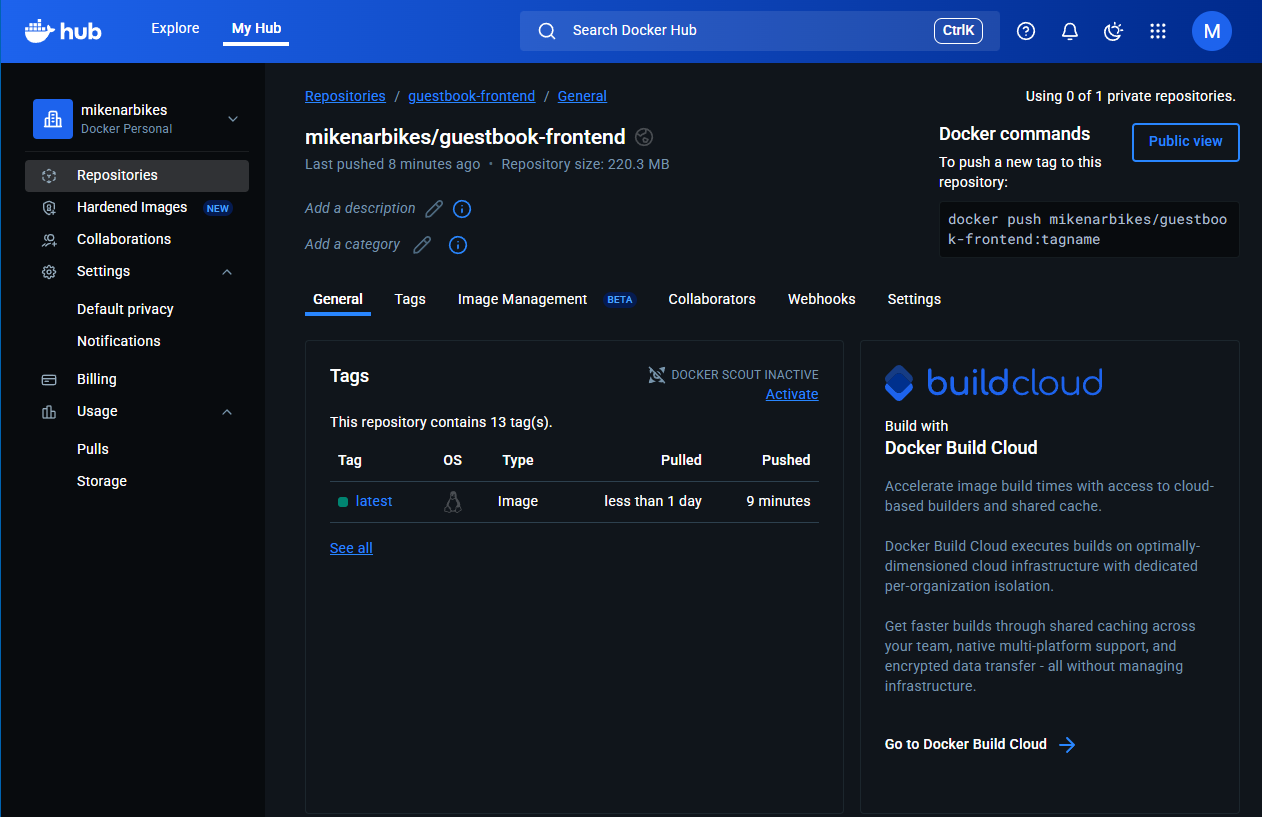 hub
Explore
My Hub
Search Docker Hub
CtrlK
M
mikenarbikes
Docker Personal
Repositories
Hardened Images NEW
Collaborations
Settings
Default privacy
Notifications
Billing
Usage
Pulls
Storage
Repositories / guestbook-frontend / General
Using 0 of 1 private repositories.
mikenarbikes/guestbook-frontend
Last pushed 8 minutes ago • Repository size: 220.3 MB
Add a description
Add a category
Docker commands
Public view
To push a new tag to this
repository:
docker push mikenarbikes/guestboo
k-frontend:tagname
General Tags Image Management BETA Collaborators Webhooks Settings
Tags
DOCKER SCOUT INACTIVE
Activate
This repository contains 13 tag(s).
Tag OS Type Pulled Pushed
latest Image less than 1 day 9 minutes
See all
buildcloud
Build with
Docker Build Cloud
Accelerate image build times with access to cloud-
based builders and shared cache.
Docker Build Cloud executes builds on optimally-
dimensioned cloud infrastructure with dedicated
per-organization isolation.
Get faster builds through shared caching across
your team, native multi-platform support, and
encrypted data transfer - all without managing
infrastructure.
Go to Docker Build Cloud